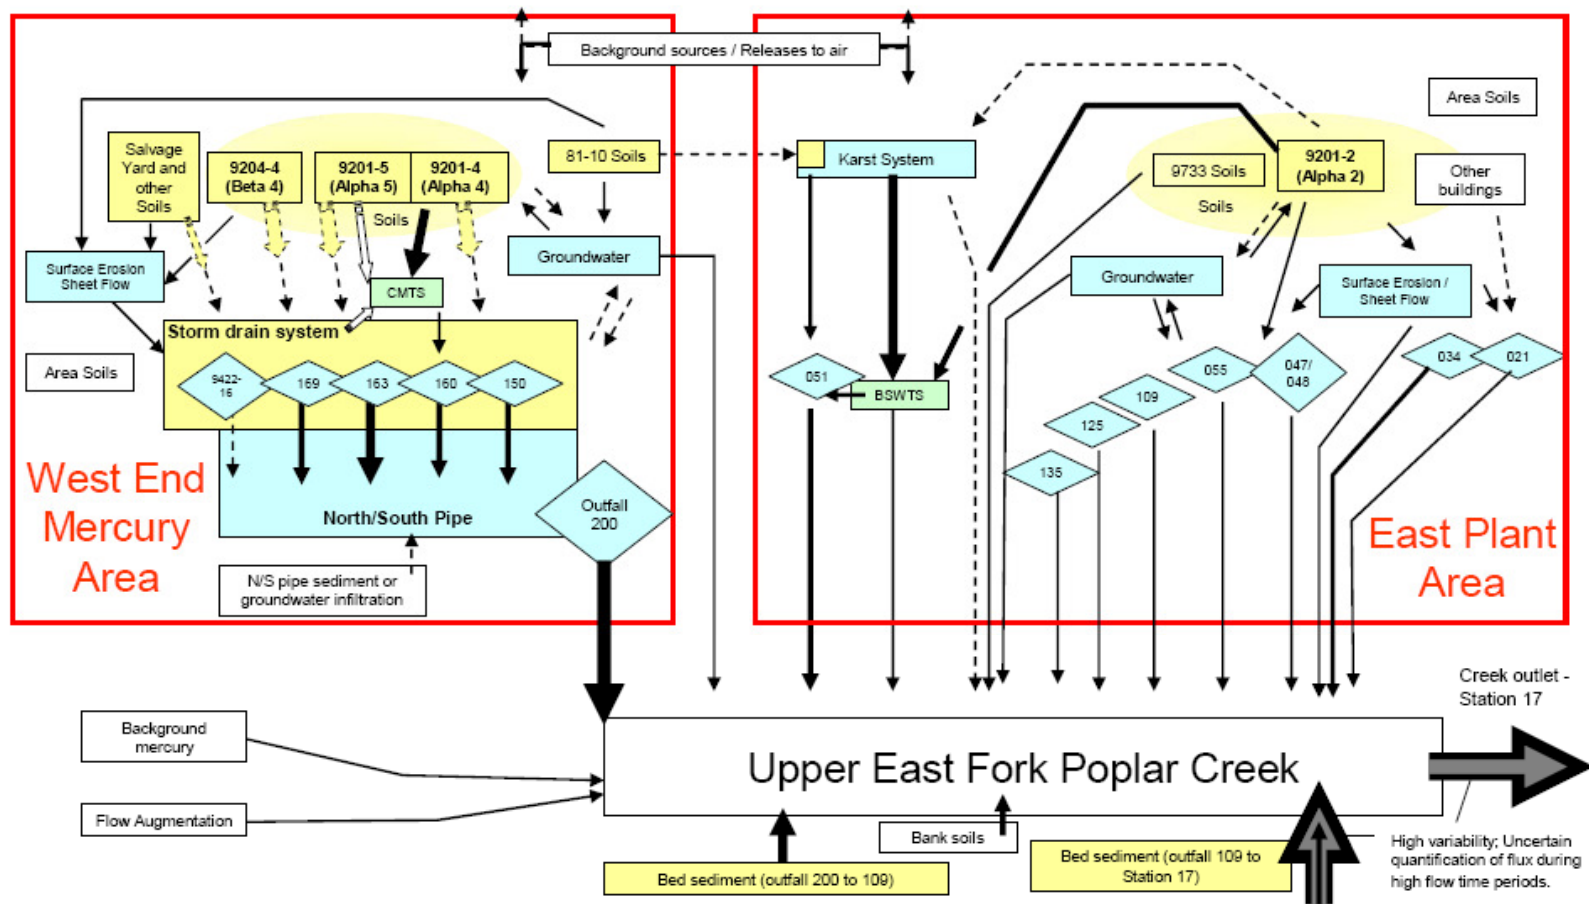 Background sources / Releases to air
Area Soils
Salvage
Yard and
other
Soils
9204-4
(Beta 4)
9201-5
(Alpha 5)
9201-4
(Alpha 4)
Soils
81-10 Soils
Karst System
9733 Soils
Soils
9201-2
(Alpha 2)
Other
buildings
Surface Erosion
Sheet Flow
Groundwater
CMTS
Groundwater
Surface Erosion /
Sheet Flow
Storm drain system
Area Soils
9422-
16
169
163
160
150
051
BSWTS
125
109
135
055
047/
048
034
021
West End
Mercury
Area
North/South Pipe
Outfall
200
East Plant
Area
N/S pipe sediment or
groundwater infiltration
Creek outlet -
Station 17
Background
mercury
Upper East Fork Poplar Creek
Flow Augmentation
Bank soils
Bed sediment (outfall 200 to 109)
Bed sediment (outfall 109 to
Station 17)
High variability; Uncertain
quantification of flux during
high flow time periods.